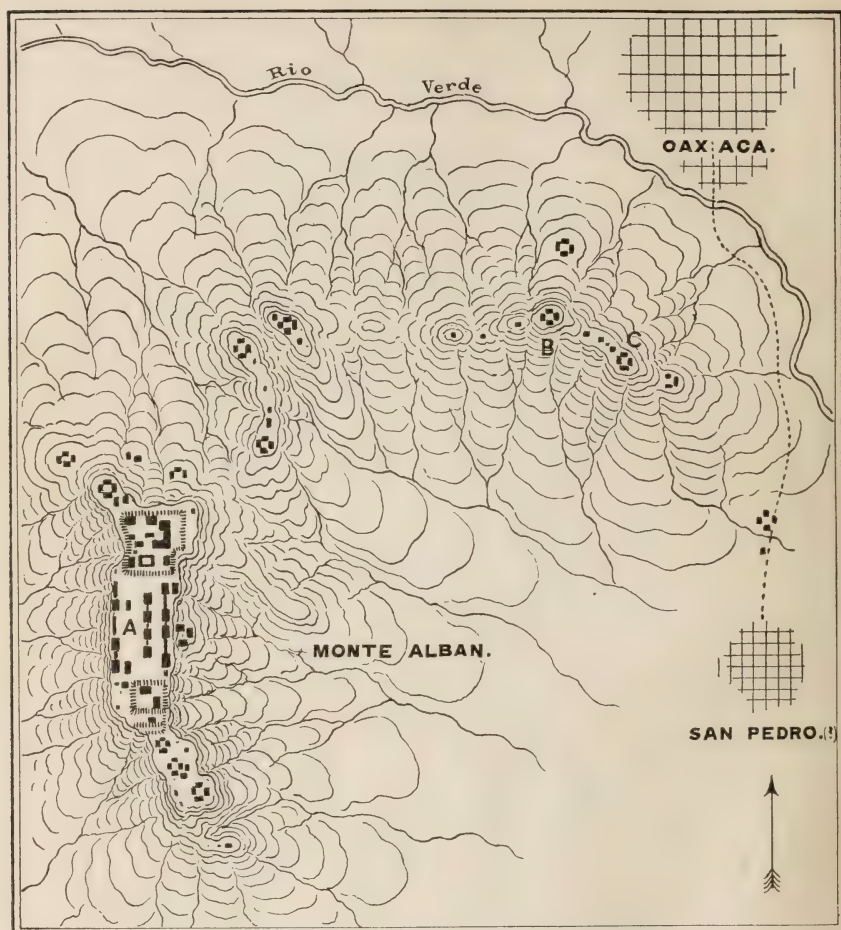 Rio Verde
OAXACA.
B
C
A
MONTE ALBAN.
SAN PEDRO.(?)